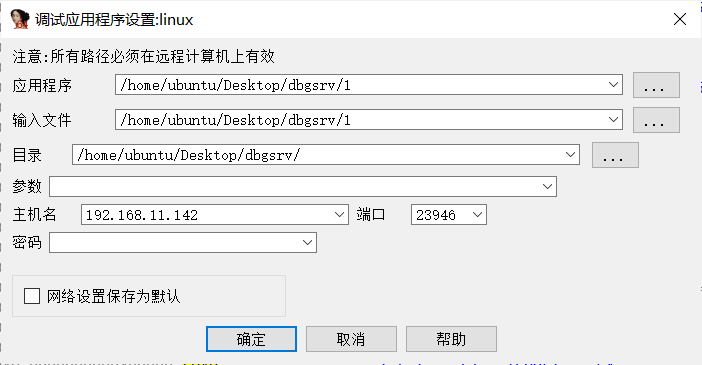 调试应用程序设置:linux
注意:所有路径必须在远程计算机上有效
应用程序 /home/ubuntu/Desktop/dbgsrv/1 ...
输入文件 /home/ubuntu/Desktop/dbgsrv/1 ...
目录 /home/ubuntu/Desktop/dbgsrv/ ...
参数
主机名 192.168.11.142 端口 23946
密码
网络设置保存为默认
确定 取消 帮助